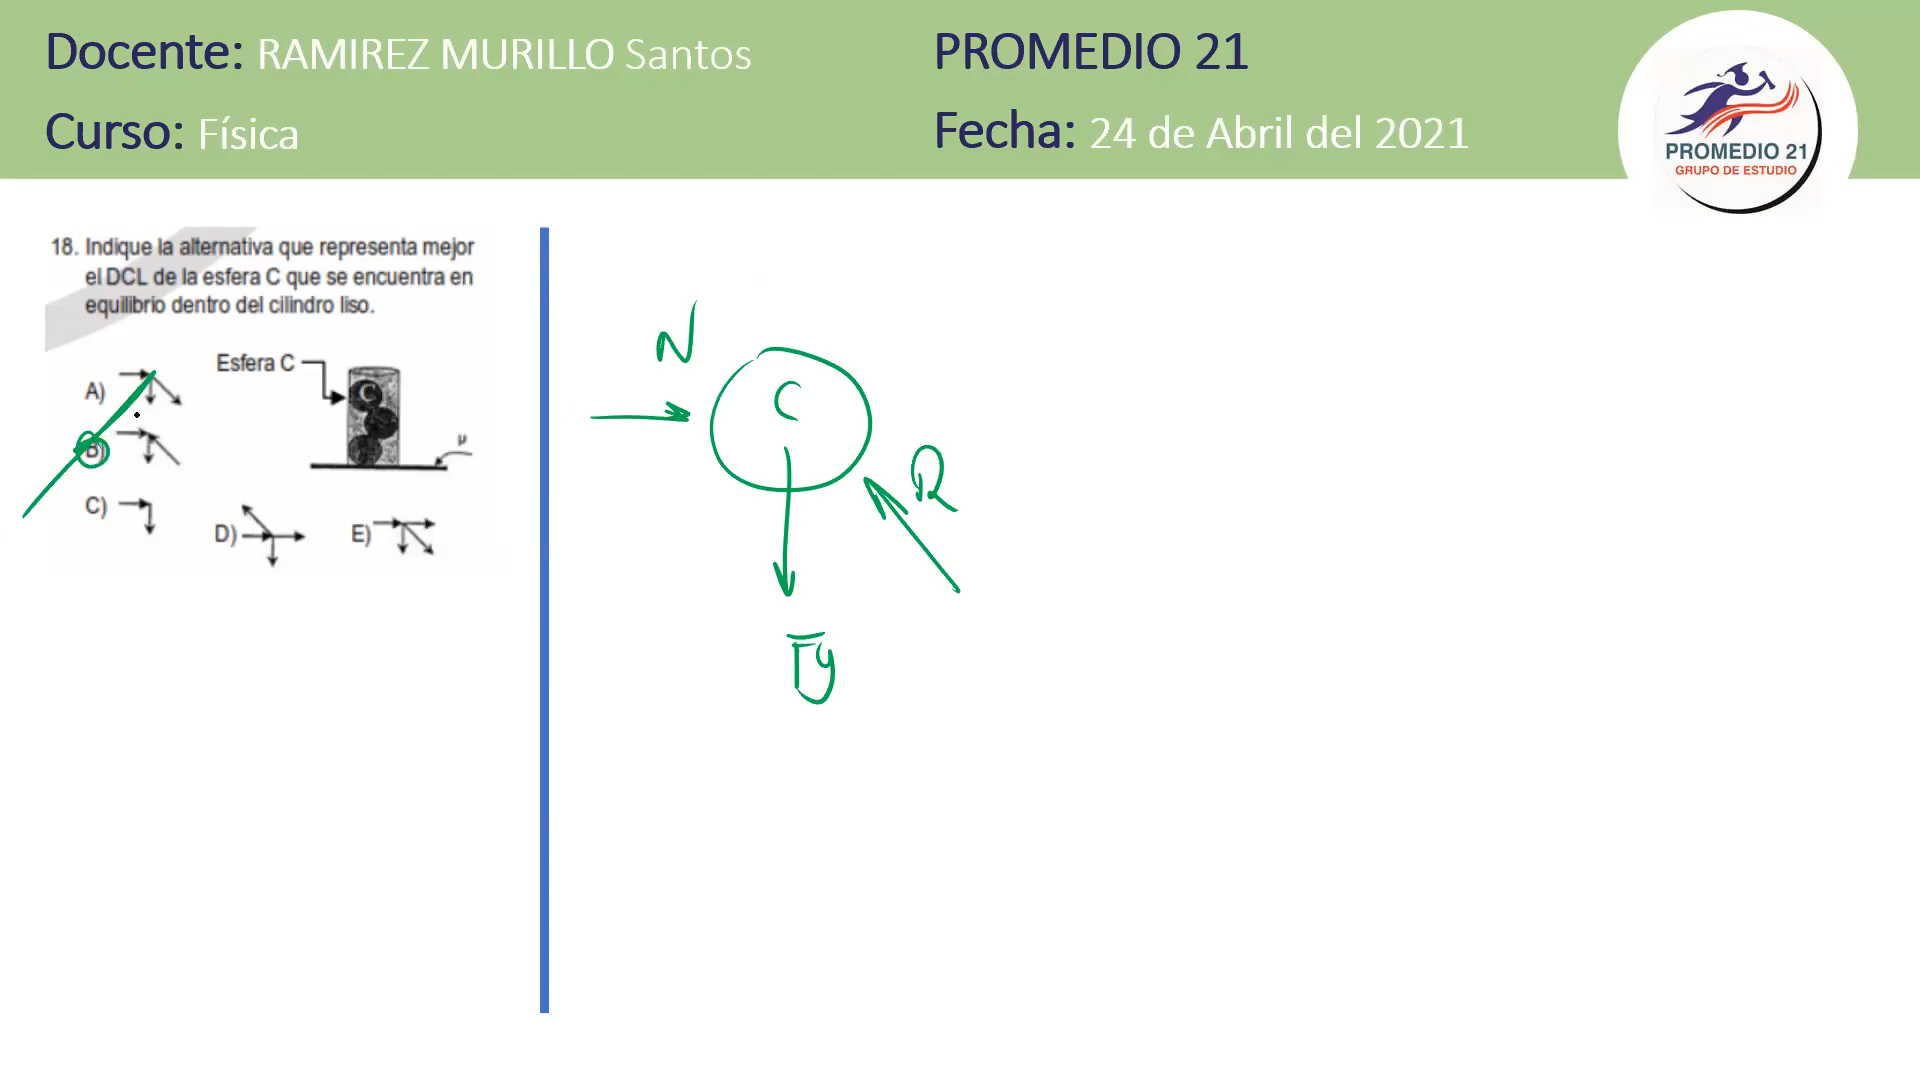 Docente: RAMIREZ MURILLO Santos
PROMEDIO 21
Curso: Física
Fecha: 24 de Abril del 2021
PROMEDIO 21
GRUPO DE ESTUDIO
18. Indique la alternativa que representa mejor
el DCL de la esfera C que se encuentra en
equilibrio dentro del cilindro liso.
Esfera C
C
μ
A)
B)
C)
D)
E)
N
C
R
Fg